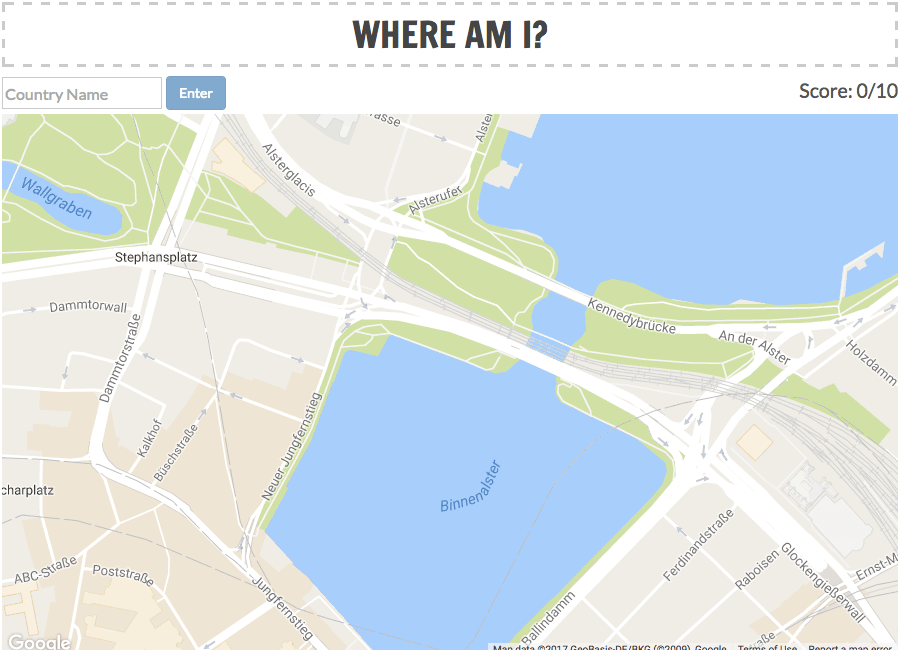 WHERE AM I?
Country Name
Enter
Score: 0/10
Alsterglacis
Alsterufer
Wallgraben
Stephansplatz
Dammtorwall
Dammtorstraße
Kennedybrücke
An der Alster
Holzdamm
Kalkhof
Büschstraße
Neuer Jungfernstieg
Binnenalster
charplatz
Ferdinandstraße
Raboisen
Glockengießerwall
Ernst-M
ABC-Straße
Poststraße
Jungfernstieg
Ballindamm
Google
Map data ©2017 GeoBasis-DE/BKG (©2009), Google
Terms of Use
Report a map error